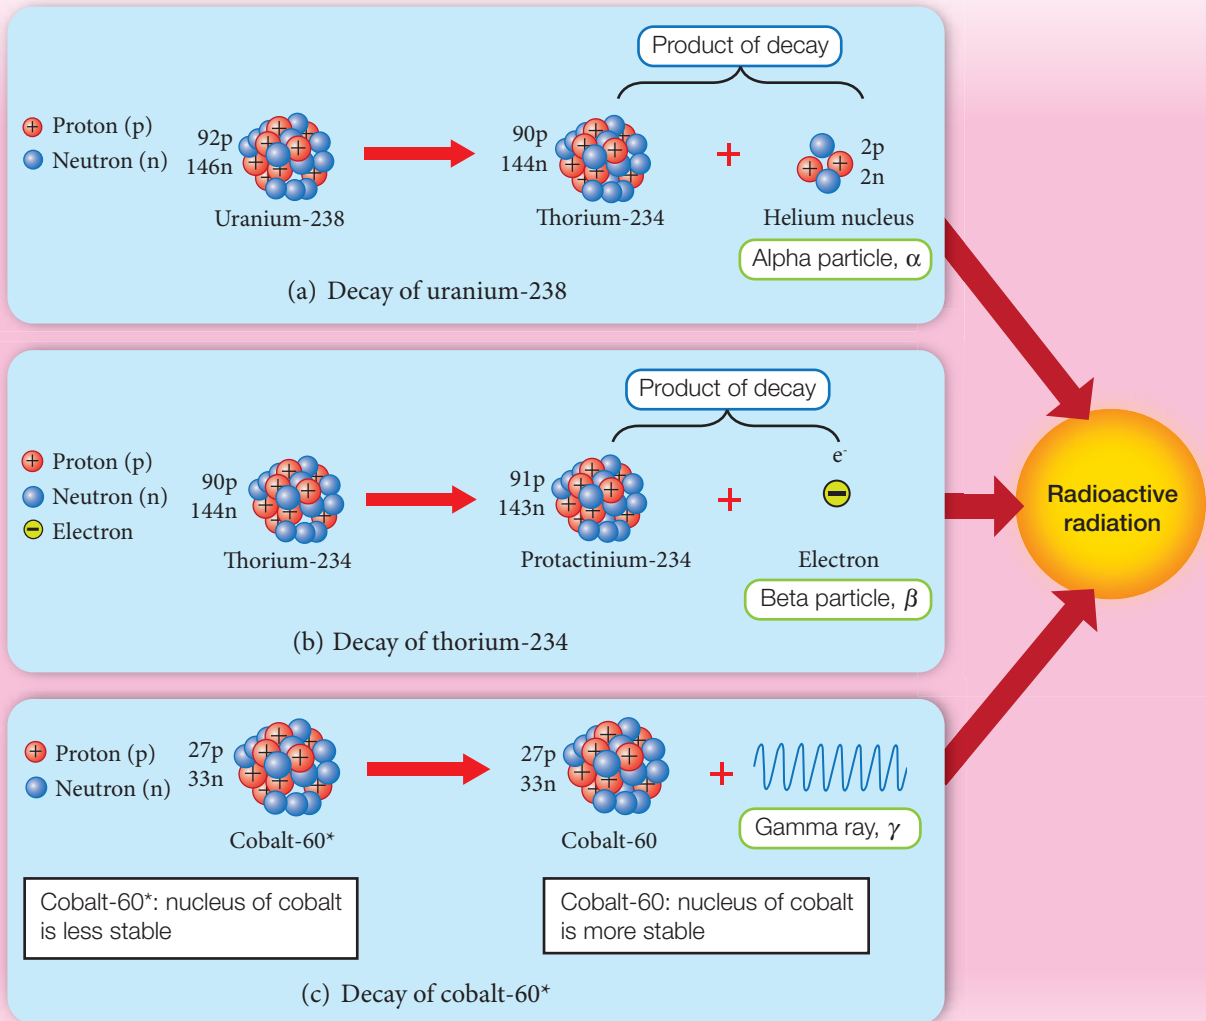 Product of decay
Proton (p)
Neutron (n)
92p
146n
Uranium-238
90p
144n
Thorium-234
+
2p
2n
Helium nucleus
Alpha particle, α
(a) Decay of uranium-238
Product of decay
Proton (p)
Neutron (n)
Electron
90p
144n
Thorium-234
91p
143n
Protactinium-234
+
e⁻
Electron
Beta particle, β
(b) Decay of thorium-234
Radioactive
radiation
Proton (p)
Neutron (n)
27p
33n
Cobalt-60*
27p
33n
Cobalt-60
+
Gamma ray, γ
Cobalt-60*: nucleus of cobalt
is less stable
Cobalt-60: nucleus of cobalt
is more stable
(c) Decay of cobalt-60*